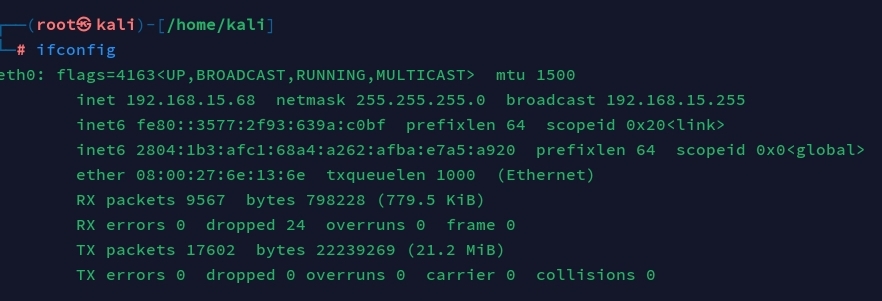 ┌──(root㉿kali)-[/home/kali]
└─# ifconfig
eth0: flags=4163<UP,BROADCAST,RUNNING,MULTICAST>  mtu 1500
        inet 192.168.15.68  netmask 255.255.255.0  broadcast 192.168.15.255
        inet6 fe80::3577:2f93:639a:c0bf  prefixlen 64  scopeid 0x20<link>
        inet6 2804:1b3:afc1:68a4:a262:afba:e7a5:a920  prefixlen 64  scopeid 0x0<global>
        ether 08:00:27:6e:13:6e  txqueuelen 1000  (Ethernet)
        RX packets 9567  bytes 798228 (779.5 KiB)
        RX errors 0  dropped 24  overruns 0  frame 0
        TX packets 17602  bytes 22239269 (21.2 MiB)
        TX errors 0  dropped 0 overruns 0  carrier 0  collisions 0